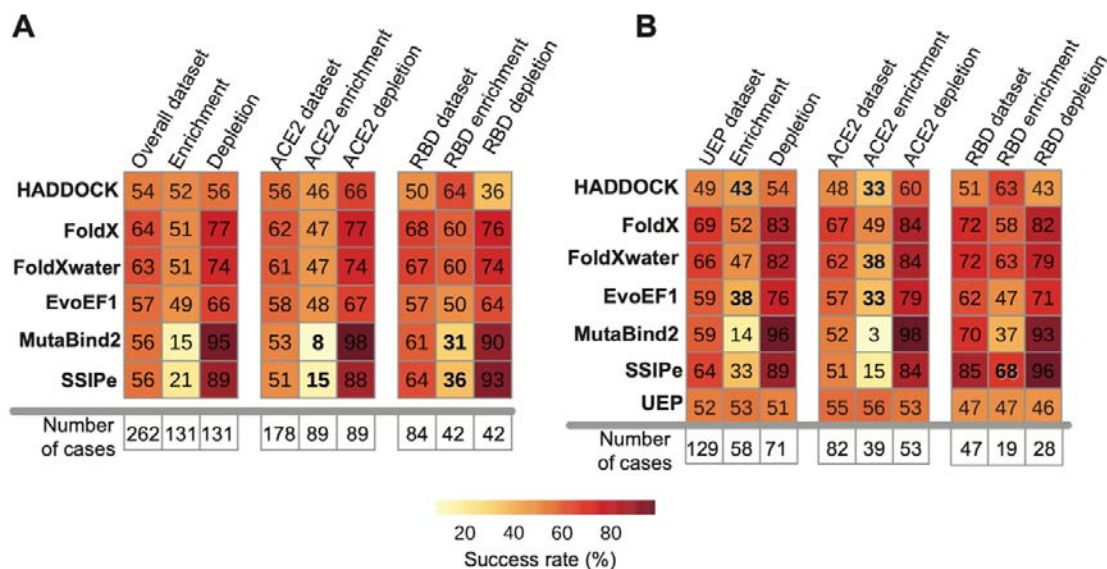 A
Overall dataset
Enrichment
Depletion
ACE2 dataset
ACE2 enrichment
ACE2 depletion
RBD dataset
RBD enrichment
RBD depletion
HADDOCK 54 52 56 56 46 66 50 64 36
FoldX 64 51 77 62 47 77 68 60 76
FoldXwater 63 51 74 61 47 74 67 60 74
EvoEF1 57 49 66 58 48 67 57 50 64
MutaBind2 56 15 95 53 8 98 61 31 90
SSIPe 56 21 89 51 15 88 64 36 93
Number
of cases
262 131 131 178 89 89 84 42 42
B
UEP dataset
Enrichment
Depletion
ACE2 dataset
ACE2 enrichment
ACE2 depletion
RBD dataset
RBD enrichment
RBD depletion
HADDOCK 49 43 54 48 33 60 51 63 43
FoldX 69 52 83 67 49 84 72 58 82
FoldXwater 66 47 82 62 38 84 72 63 79
EvoEF1 59 38 76 57 33 79 62 47 71
MutaBind2 59 14 96 52 3 98 70 37 93
SSIPe 64 33 89 51 15 84 85 68 96
UEP 52 53 51 55 56 53 47 47 46
Number
of cases
129 58 71 82 39 53 47 19 28
20 40 60 80
Success rate (%)